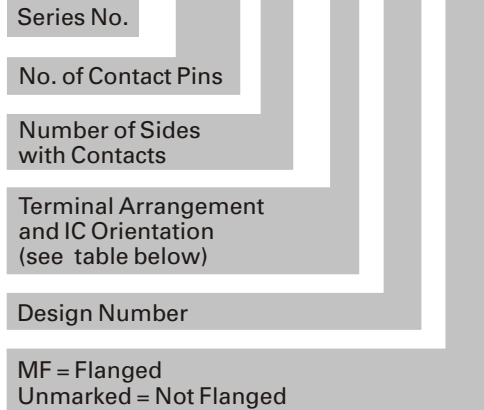 Series No.
No. of Contact Pins
Number of Sides
with Contacts
Terminal Arrangement
and IC Orientation
(see table below)
Design Number
MF = Flanged
Unmarked = Not Flanged